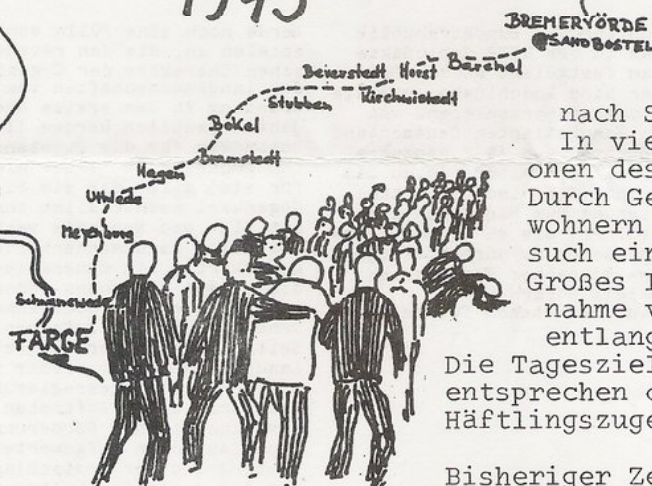 1945
BREMERVÖRDE
SANDBOSTEL
Beverstedt Horst Barchel
Stubben Kirchwistedt
Bokel
Bramstedt
Hagen
Uthlede
Meyenburg
Schwanewede
FARGE
nach S
In vie
onen des
Durch Ge
wohnern
such ein
Großes I
nahme v
entlang
Die Tagesziel
entsprechen d
Häftlingszuge
Bisheriger Ze